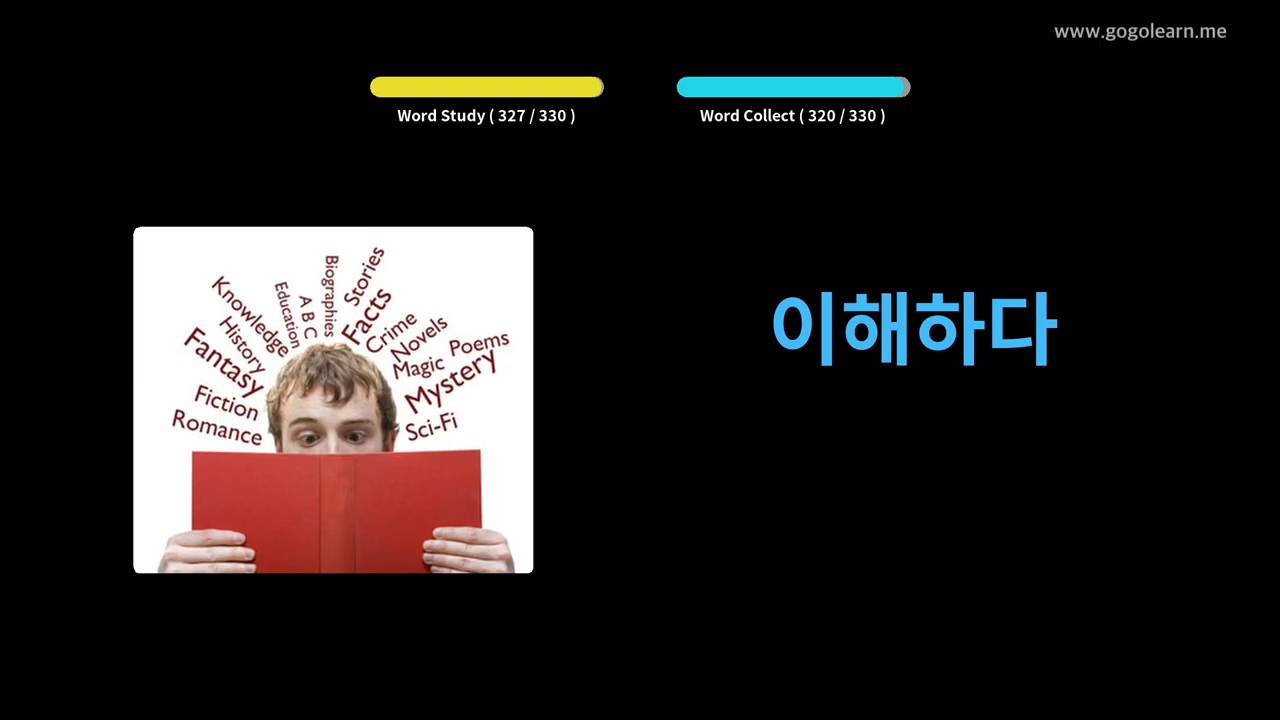 www.gogolearn.me
Word Study ( 327 / 330 )
Word Collect ( 320 / 330 )
Knowledge
Education
A B C
Biographies
Stories
Facts
Crime
Novels
Poems
Magic
Mystery
Sci-Fi
History
Fantasy
Fiction
Romance
이해하다